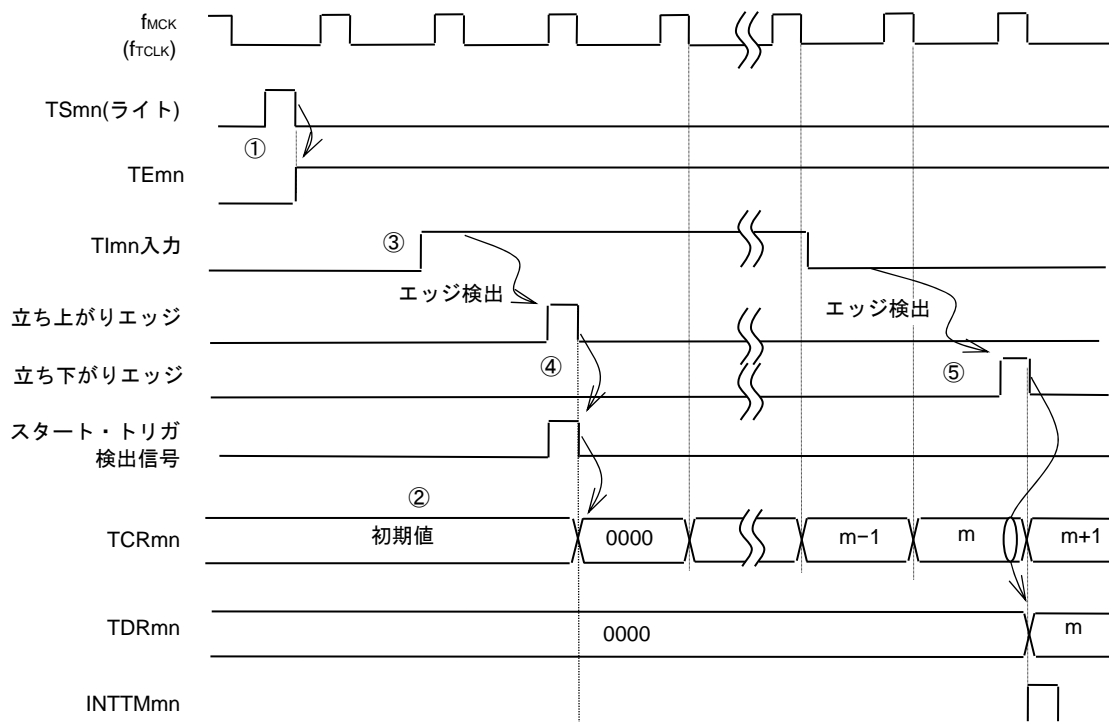 fMCK
(fTCLK)
TSmn(ライト)
①
TEmn
TImn入力
③
エッジ検出
エッジ検出
立ち上がりエッジ
④
立ち下がりエッジ
⑤
スタート・トリガ
検出信号
②
TCRmn
初期値
0000
m−1
m
m+1
TDRmn
0000
m
INTTMmn